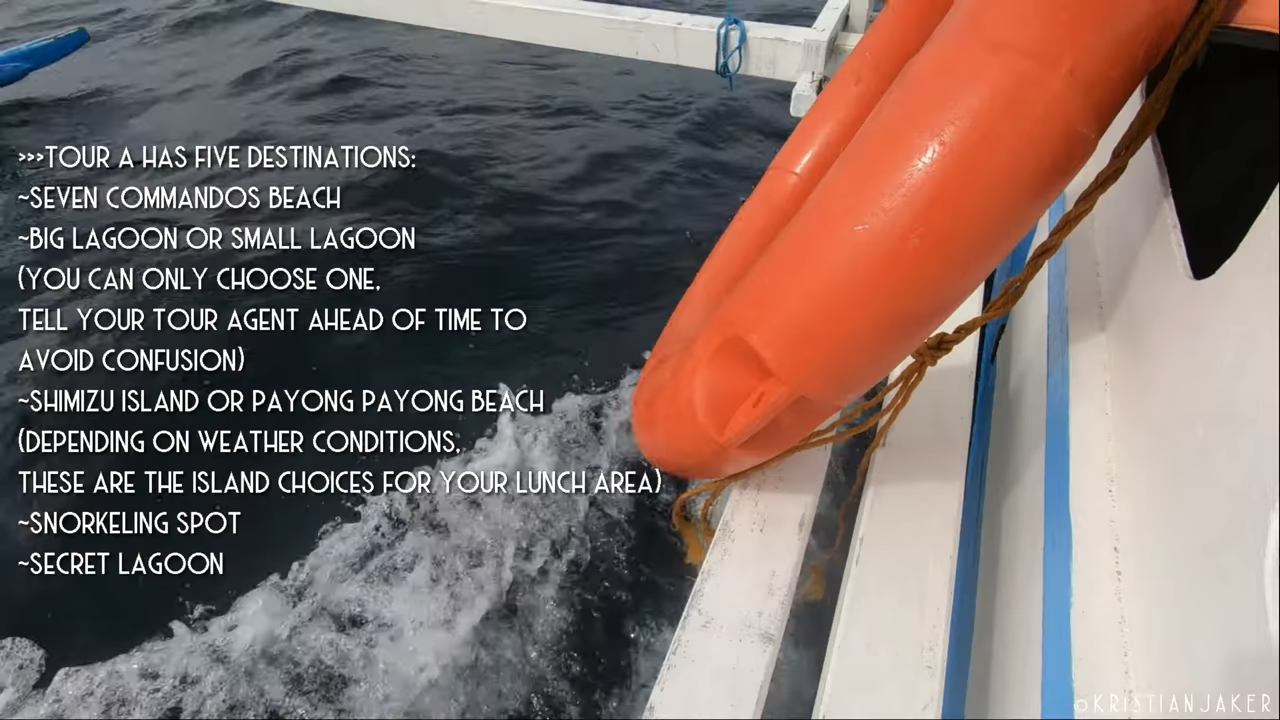 >>>TOUR A HAS FIVE DESTINATIONS:
~SEVEN COMMANDOS BEACH
~BIG LAGOON OR SMALL LAGOON
(YOU CAN ONLY CHOOSE ONE,
TELL YOUR TOUR AGENT AHEAD OF TIME TO
AVOID CONFUSION)
~SHIMIZU ISLAND OR PAYONG PAYONG BEACH
(DEPENDING ON WEATHER CONDITIONS,
THESE ARE THE ISLAND CHOICES FOR YOUR LUNCH AREA)
~SNORKELING SPOT
~SECRET LAGOON
©KRISTIANJAKER